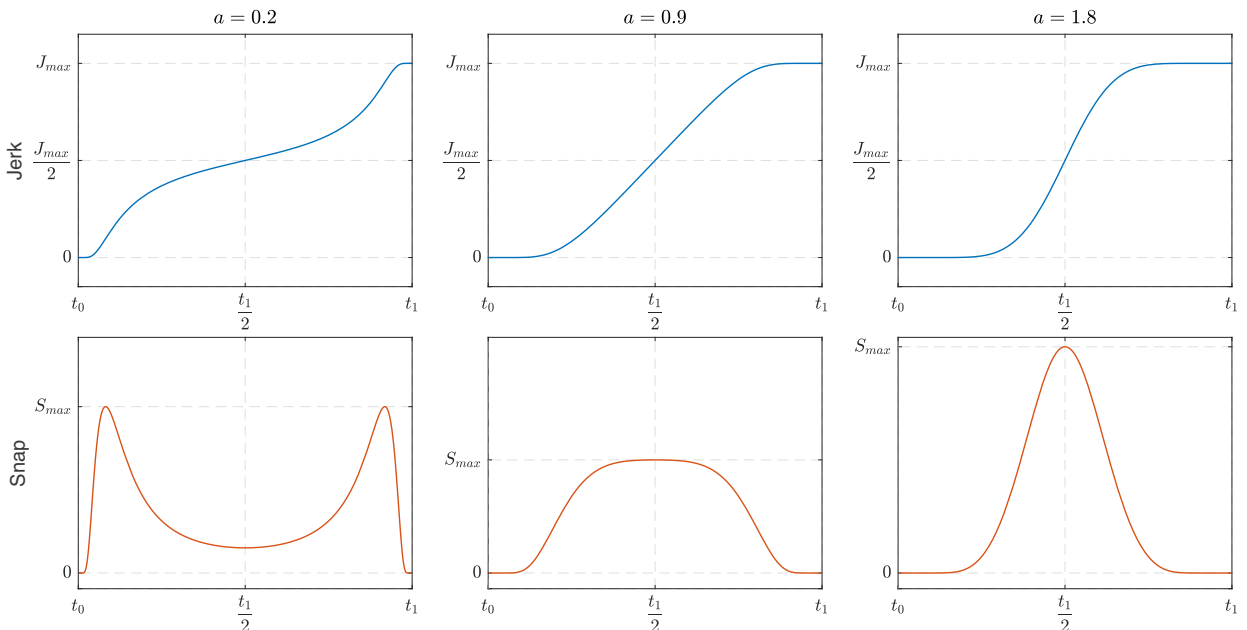 a = 0.2
a = 0.9
a = 1.8
Jerk
J_max
J_max/2
0
t_0
t_1/2
t_1
J_max
J_max/2
0
t_0
t_1/2
t_1
J_max
J_max/2
0
t_0
t_1/2
t_1
Snap
S_max
0
t_0
t_1/2
t_1
S_max
0
t_0
t_1/2
t_1
S_max
0
t_0
t_1/2
t_1